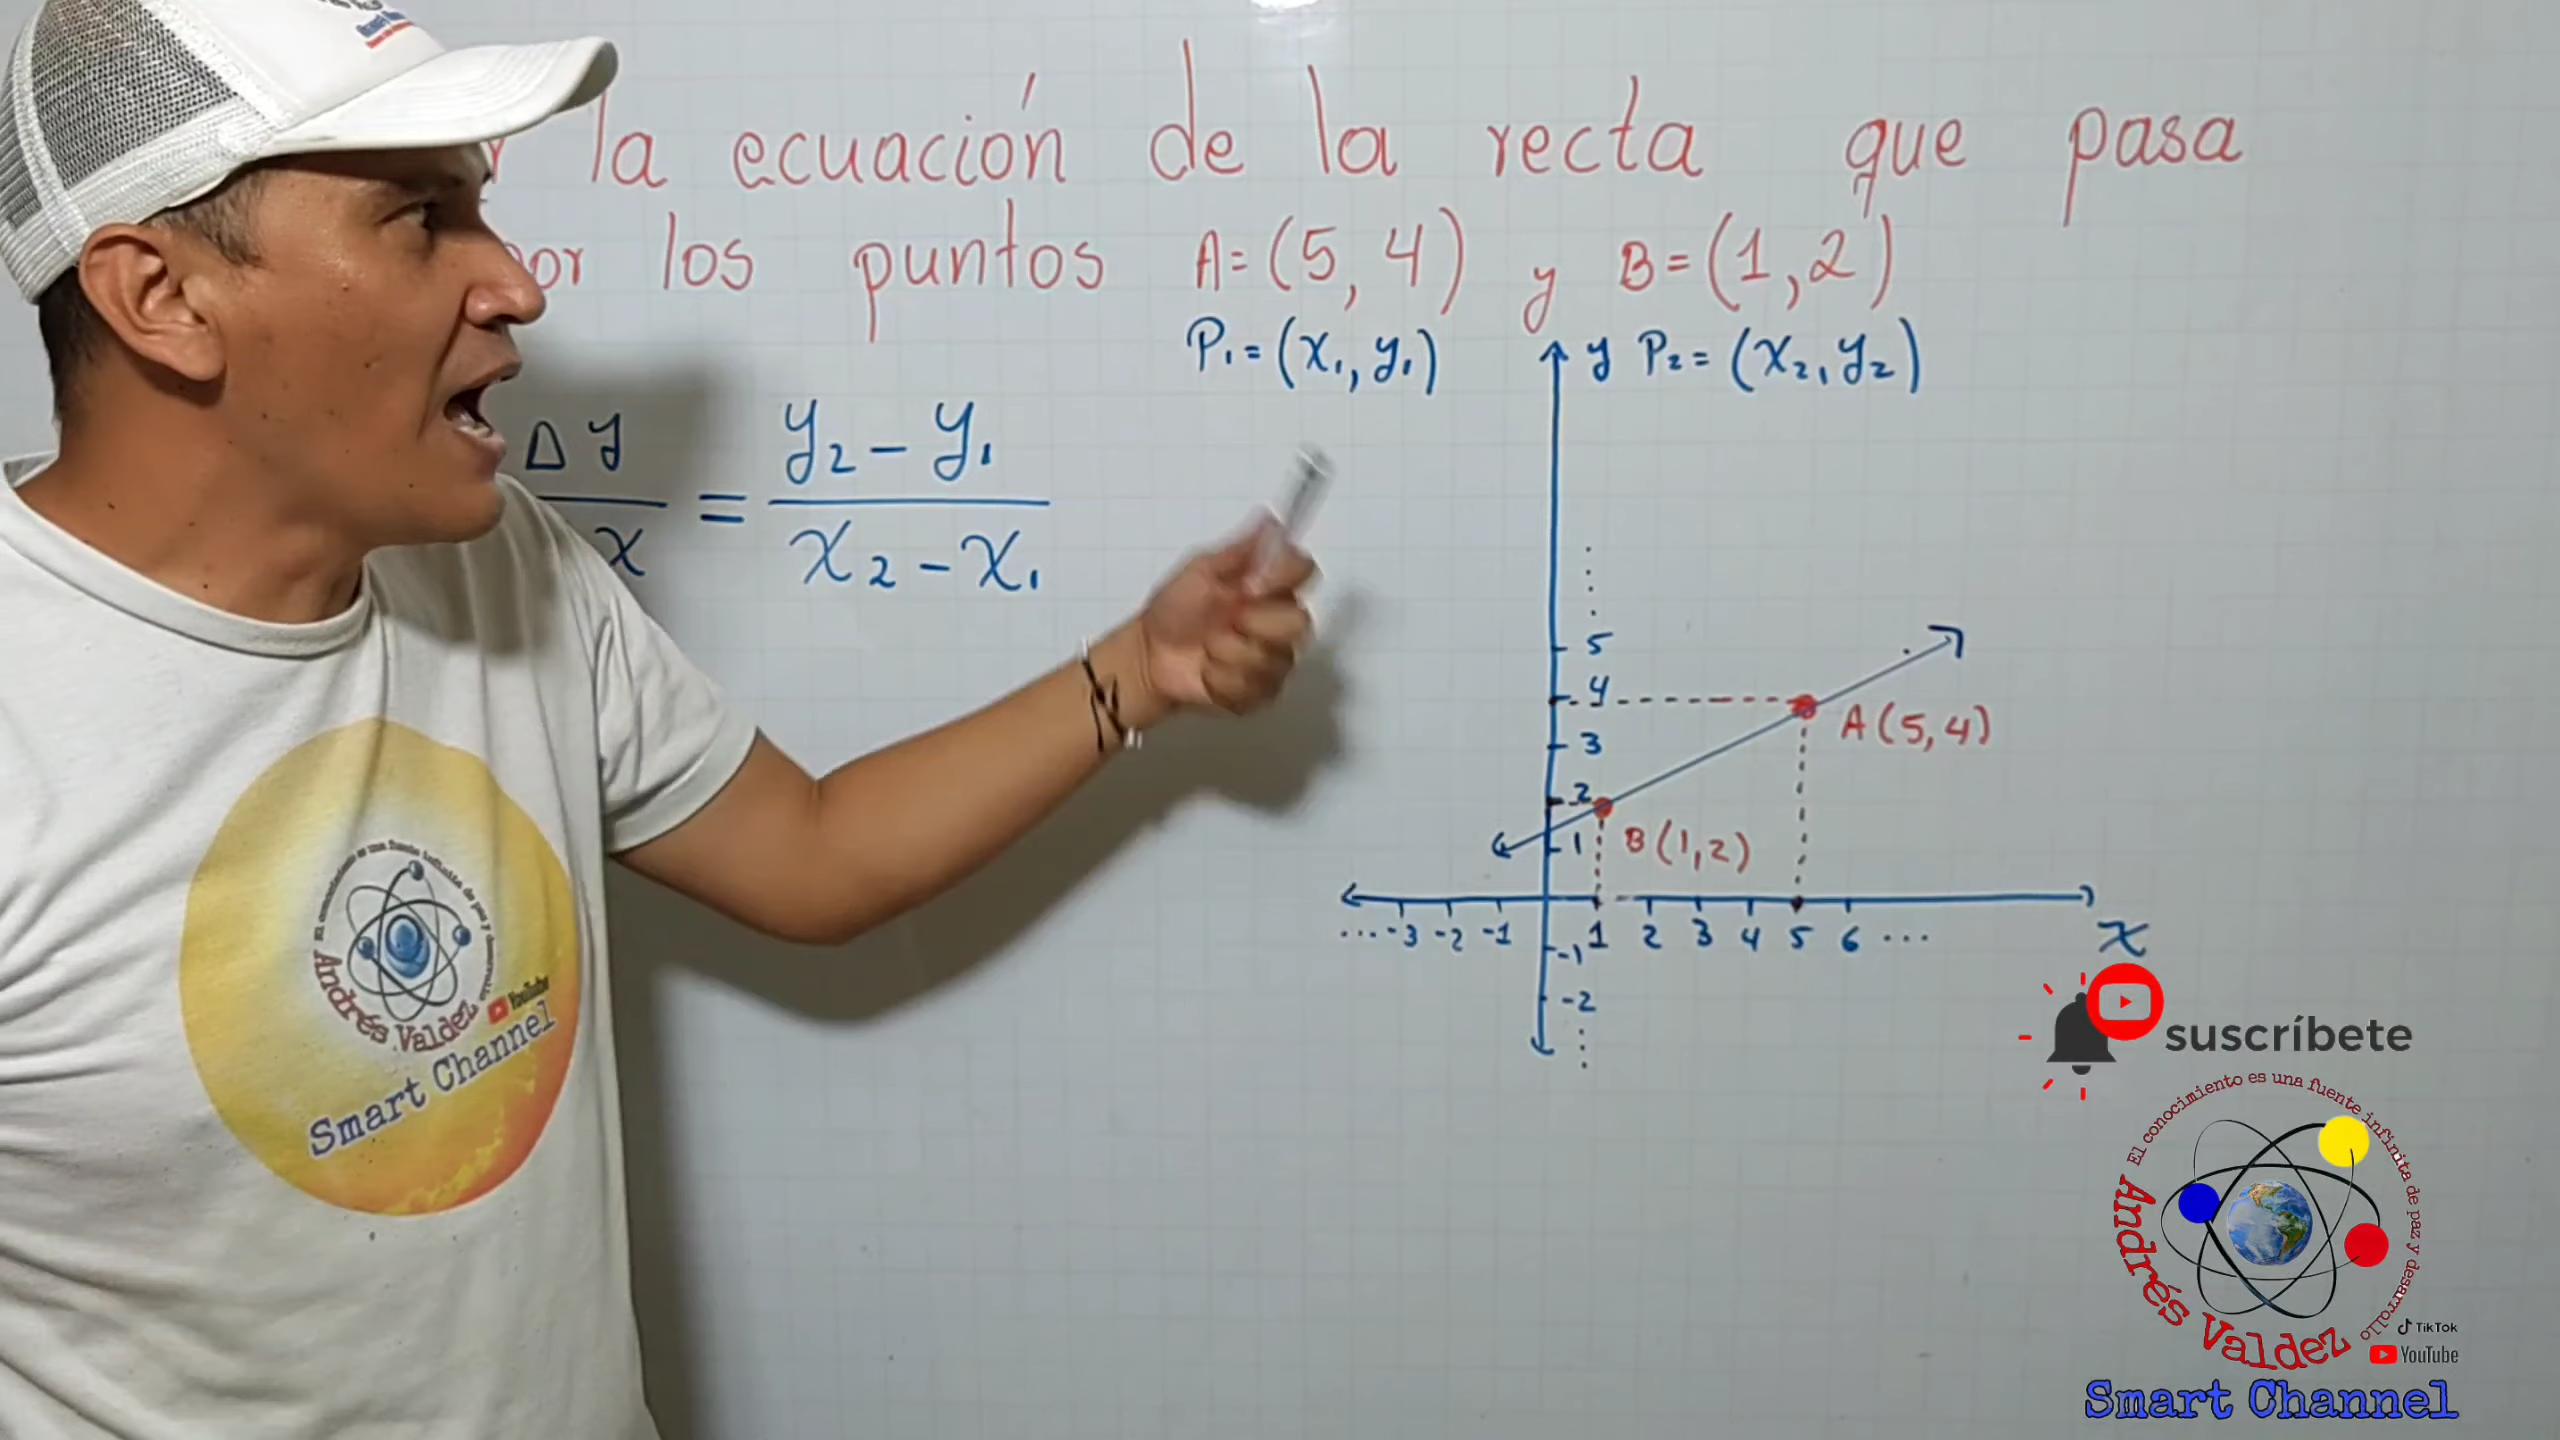 la ecuación de la recta que pasa
por los puntos A=(5,4) y B=(1,2)
P₁=(x₁,y₁) y P₂=(x₂,y₂)
Δy
x
=
y₂-y₁
x₂-x₁
5
4
3
2
1
A(5,4)
B(1,2)
...-3 -2 -1 1 2 3 4 5 6 ...
x
-1
-2
suscríbete
El conocimiento es una fuente infinita de paz y desarrollo
Andrés Valdez
TikTok
YouTube
Smart Channel
Andrés Valdez
YouTube
Smart Channel